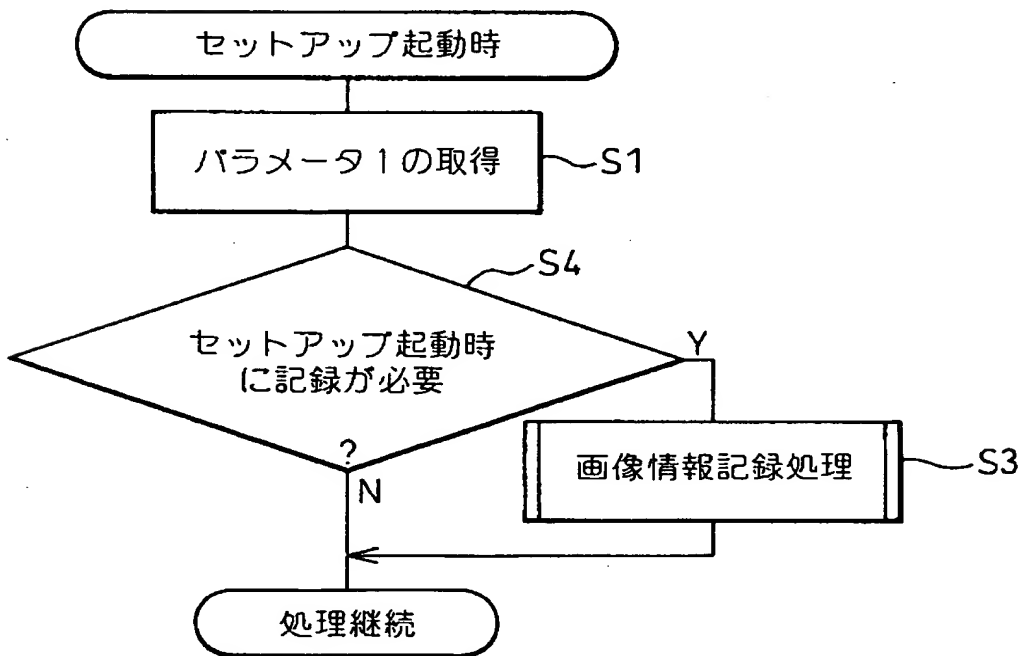 セットアップ起動時
パラメータ1の取得
S1
S4
セットアップ起動時
に記録が必要
?
Y
N
画像情報記録処理
S3
処理継続